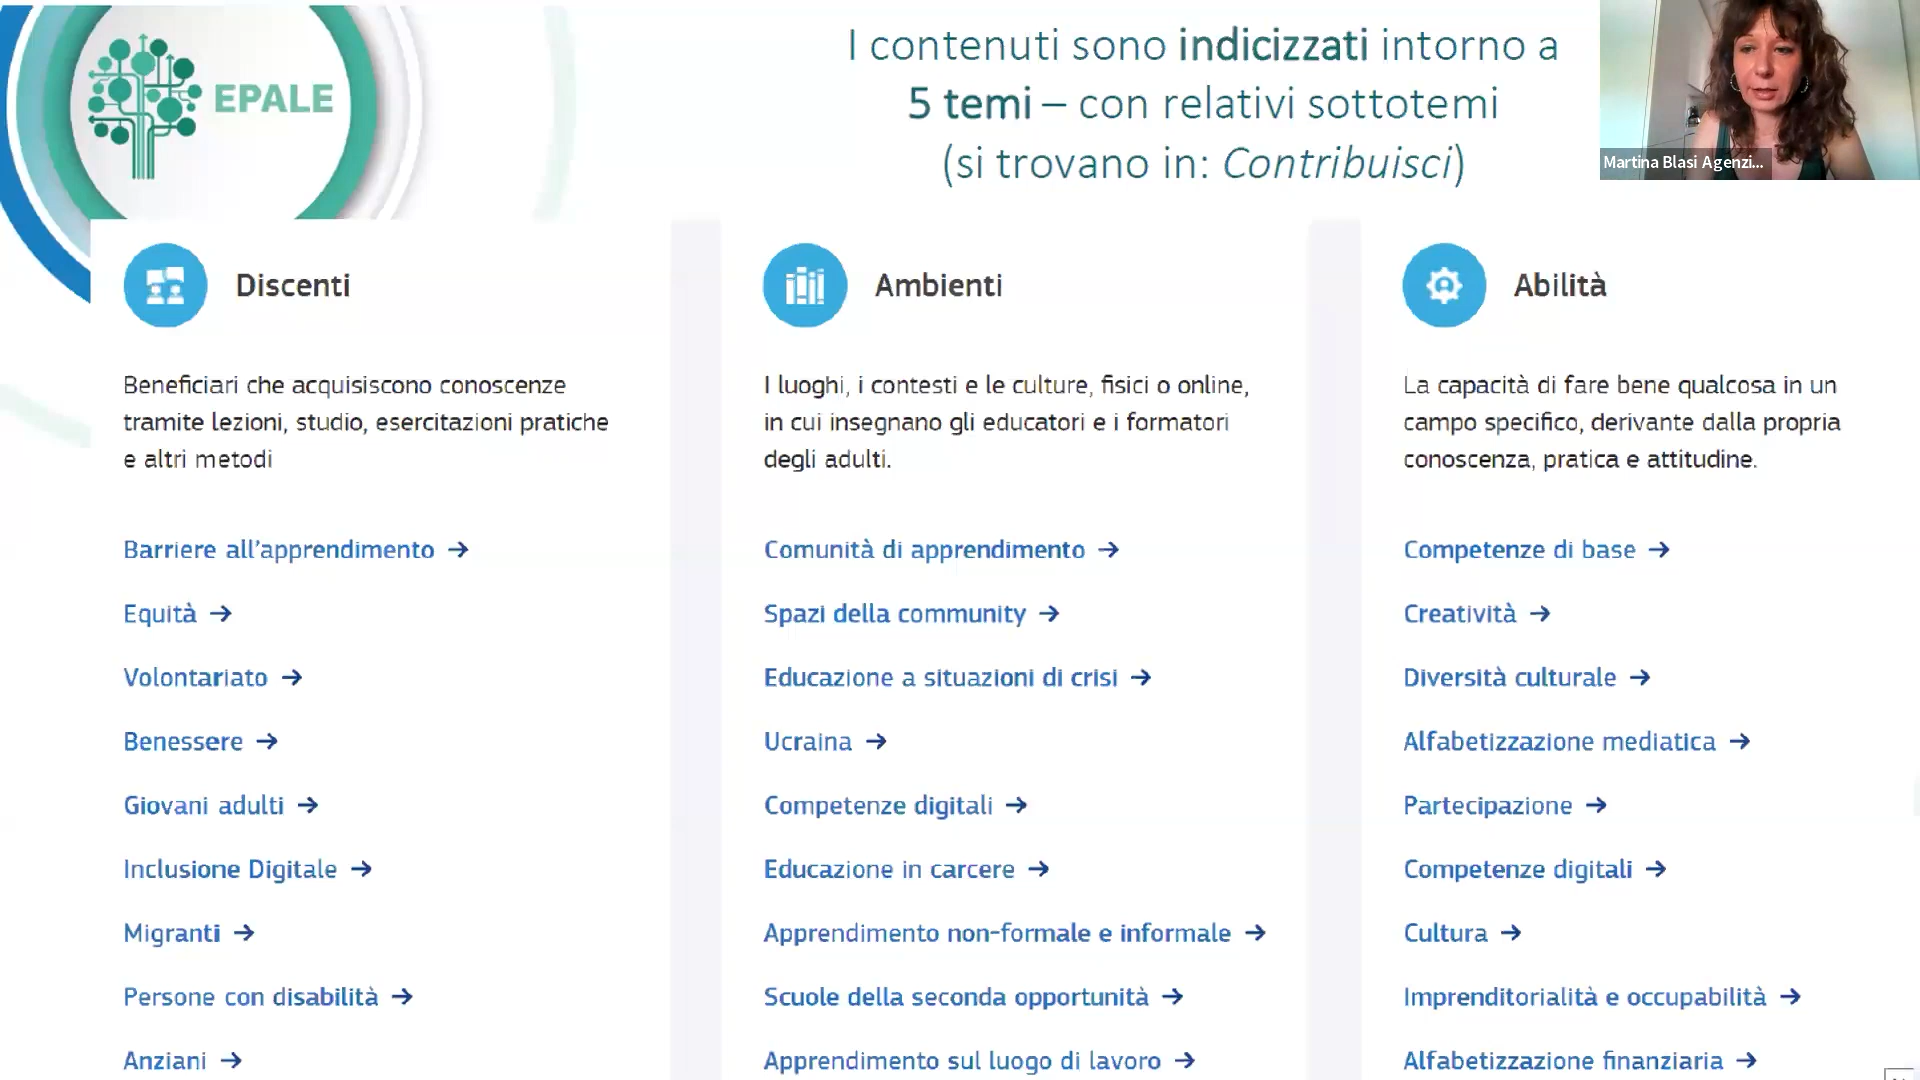 EPALE
I contenuti sono indicizzati intorno a
5 temi – con relativi sottotemi
(si trovano in: Contribuisci)
Martina Blasi Agenzi...
Discenti
Beneficiari che acquisiscono conoscenze
tramite lezioni, studio, esercitazioni pratiche
e altri metodi
Barriere all'apprendimento →
Equità →
Volontariato →
Benessere →
Giovani adulti →
Inclusione Digitale →
Migranti →
Persone con disabilità →
Anziani →
Ambienti
I luoghi, i contesti e le culture, fisici o online,
in cui insegnano gli educatori e i formatori
degli adulti.
Comunità di apprendimento →
Spazi della community →
Educazione a situazioni di crisi →
Ucraina →
Competenze digitali →
Educazione in carcere →
Apprendimento non-formale e informale →
Scuole della seconda opportunità →
Apprendimento sul luogo di lavoro →
Abilità
La capacità di fare bene qualcosa in un
campo specifico, derivante dalla propria
conoscenza, pratica e attitudine.
Competenze di base →
Creatività →
Diversità culturale →
Alfabetizzazione mediatica →
Partecipazione →
Competenze digitali →
Cultura →
Imprenditorialità e occupabilità →
Alfabetizzazione finanziaria →